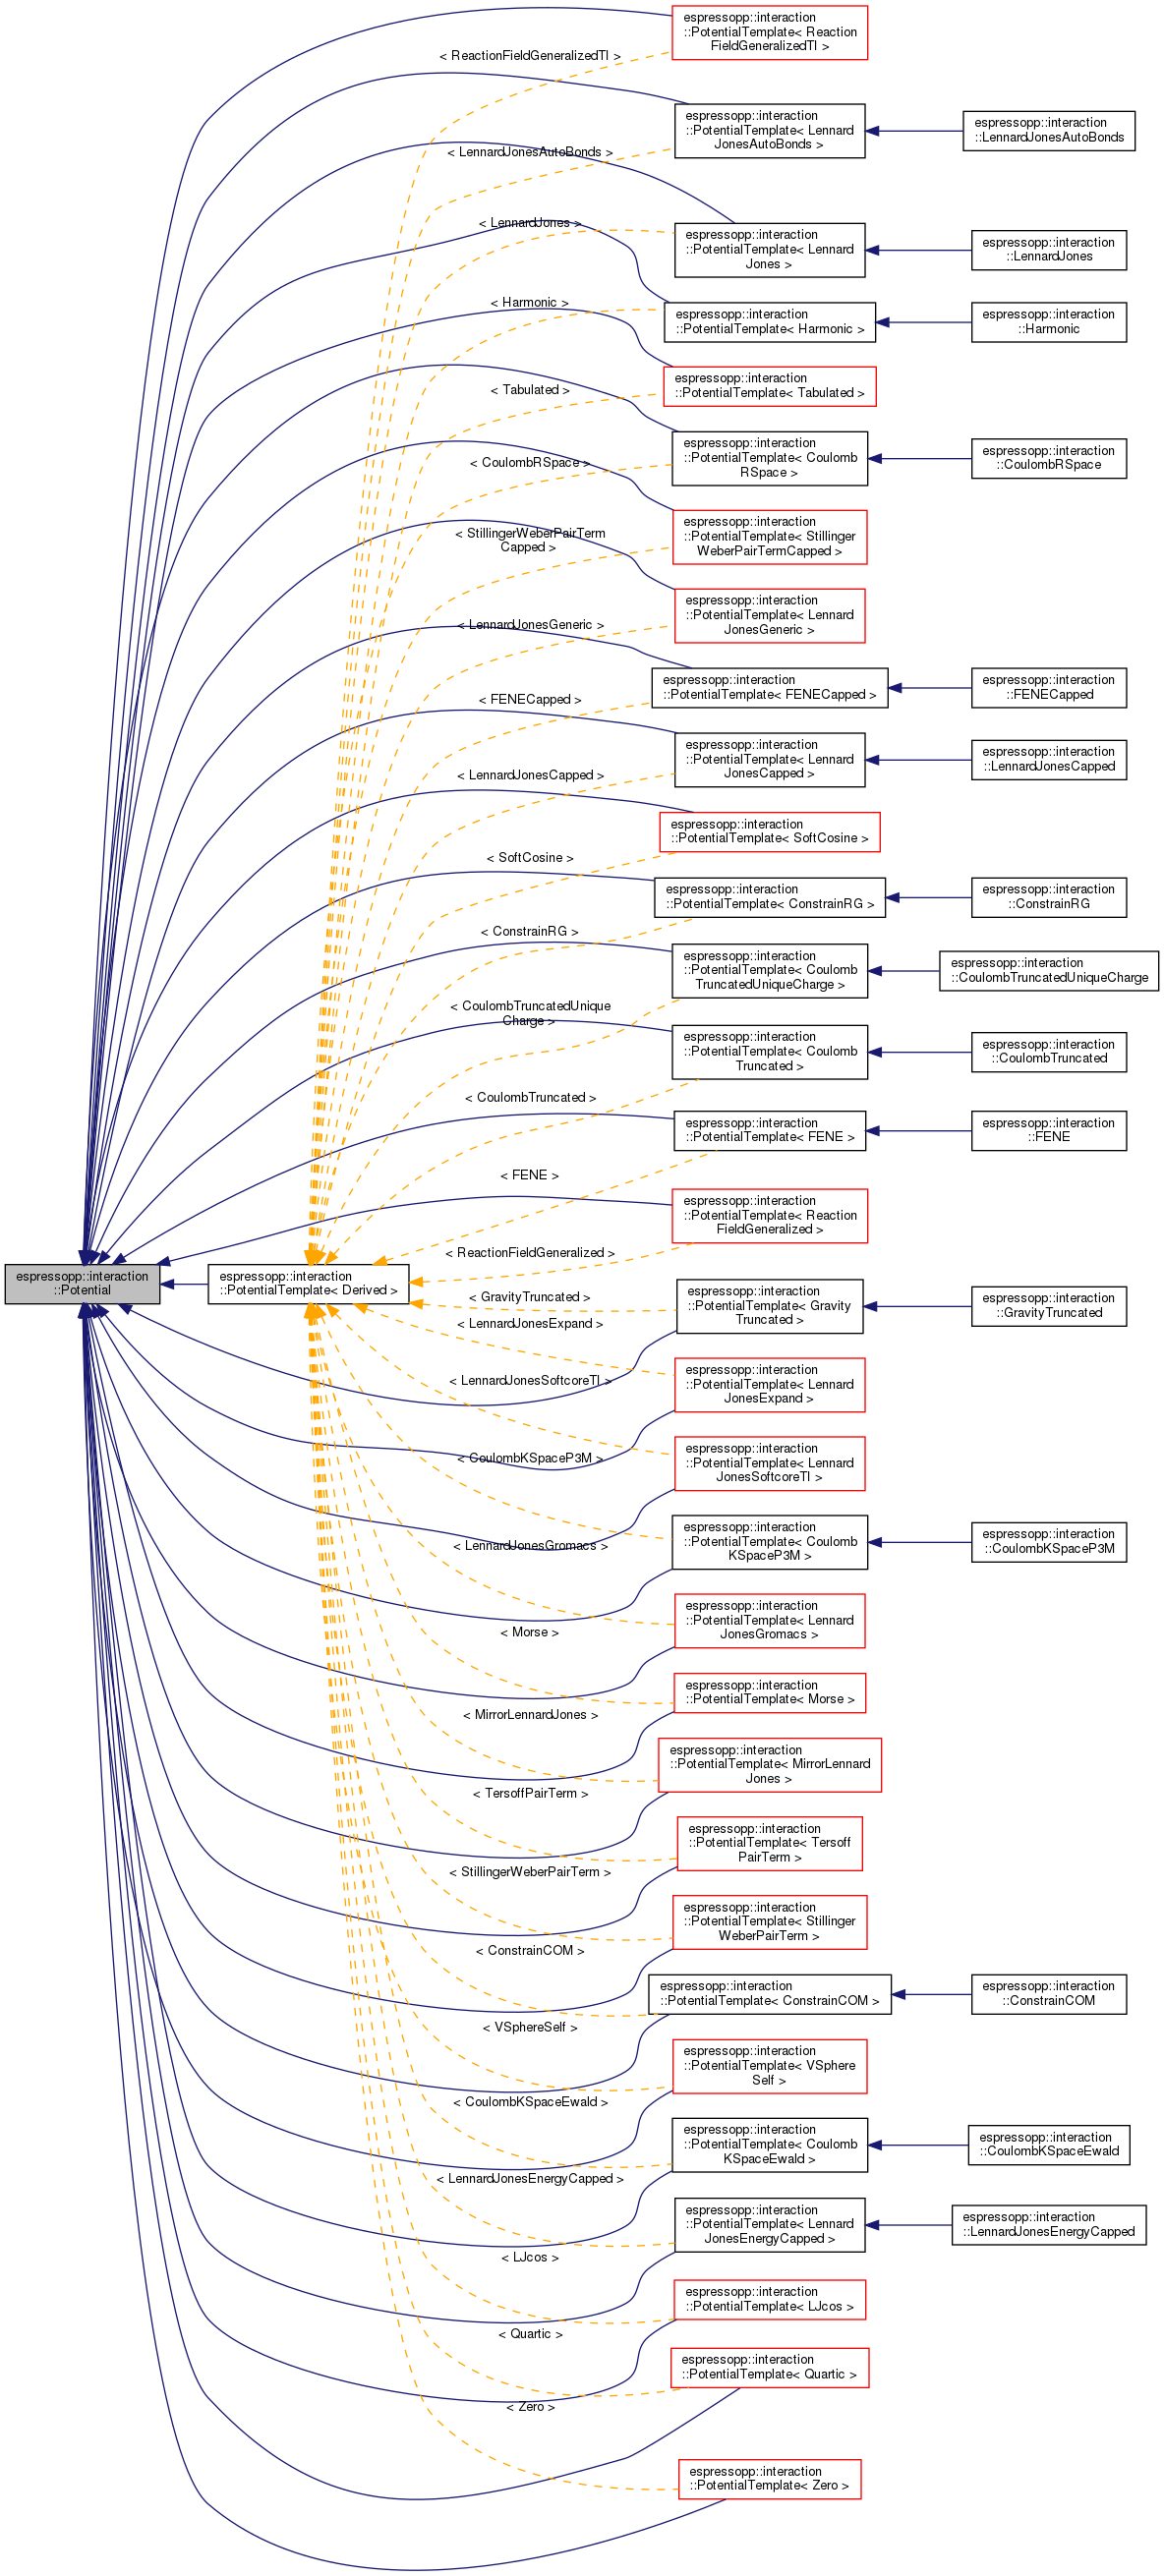 espressopp::interaction
::PotentialTemplate< Reaction
FieldGeneralizedTI >
< ReactionFieldGeneralizedTI >
espressopp::interaction
::PotentialTemplate< Lennard
JonesAutoBonds >
espressopp::interaction
::LennardJonesAutoBonds
< LennardJonesAutoBonds >
< LennardJones >
espressopp::interaction
::PotentialTemplate< Lennard
Jones >
espressopp::interaction
::LennardJones
< Harmonic >
espressopp::interaction
::PotentialTemplate< Harmonic >
espressopp::interaction
::Harmonic
espressopp::interaction
::PotentialTemplate< Tabulated >
< Tabulated >
espressopp::interaction
::PotentialTemplate< Coulomb
RSpace >
espressopp::interaction
::CoulombRSpace
< CoulombRSpace >
espressopp::interaction
::PotentialTemplate< Stillinger
WeberPairTermCapped >
< StillingerWeberPairTerm
Capped >
espressopp::interaction
::PotentialTemplate< Lennard
JonesGeneric >
< LennardJonesGeneric >
espressopp::interaction
::PotentialTemplate< FENECapped >
espressopp::interaction
::FENECapped
< FENECapped >
espressopp::interaction
::PotentialTemplate< Lennard
JonesCapped >
espressopp::interaction
::LennardJonesCapped
< LennardJonesCapped >
espressopp::interaction
::PotentialTemplate< SoftCosine >
< SoftCosine >
espressopp::interaction
::PotentialTemplate< ConstrainRG >
espressopp::interaction
::ConstrainRG
< ConstrainRG >
espressopp::interaction
::PotentialTemplate< Coulomb
TruncatedUniqueCharge >
espressopp::interaction
::CoulombTruncatedUniqueCharge
< CoulombTruncatedUnique
Charge >
espressopp::interaction
::PotentialTemplate< Coulomb
Truncated >
espressopp::interaction
::CoulombTruncated
< CoulombTruncated >
espressopp::interaction
::PotentialTemplate< FENE >
espressopp::interaction
::FENE
< FENE >
espressopp::interaction
::PotentialTemplate< Reaction
FieldGeneralized >
< ReactionFieldGeneralized >
espressopp::interaction
::Potential
espressopp::interaction
::PotentialTemplate< Derived >
< GravityTruncated >
espressopp::interaction
::PotentialTemplate< Gravity
Truncated >
espressopp::interaction
::GravityTruncated
< LennardJonesExpand >
espressopp::interaction
::PotentialTemplate< Lennard
JonesExpand >
< LennardJonesSoftcoreTI >
espressopp::interaction
::PotentialTemplate< Lennard
JonesSoftcoreTI >
< CoulombKSpaceP3M >
espressopp::interaction
::PotentialTemplate< Coulomb
KSpaceP3M >
espressopp::interaction
::CoulombKSpaceP3M
< LennardJonesGromacs >
espressopp::interaction
::PotentialTemplate< Lennard
JonesGromacs >
< Morse >
espressopp::interaction
::PotentialTemplate< Morse >
< MirrorLennardJones >
espressopp::interaction
::PotentialTemplate< MirrorLennard
Jones >
< TersoffPairTerm >
espressopp::interaction
::PotentialTemplate< Tersoff
PairTerm >
< StillingerWeberPairTerm >
espressopp::interaction
::PotentialTemplate< Stillinger
WeberPairTerm >
< ConstrainCOM >
espressopp::interaction
::PotentialTemplate< ConstrainCOM >
espressopp::interaction
::ConstrainCOM
< VSphereSelf >
espressopp::interaction
::PotentialTemplate< VSphere
Self >
< CoulombKSpaceEwald >
espressopp::interaction
::PotentialTemplate< Coulomb
KSpaceEwald >
espressopp::interaction
::CoulombKSpaceEwald
< LennardJonesEnergyCapped >
espressopp::interaction
::PotentialTemplate< Lennard
JonesEnergyCapped >
espressopp::interaction
::LennardJonesEnergyCapped
< LJcos >
espressopp::interaction
::PotentialTemplate< LJcos >
< Quartic >
espressopp::interaction
::PotentialTemplate< Quartic >
< Zero >
espressopp::interaction
::PotentialTemplate< Zero >